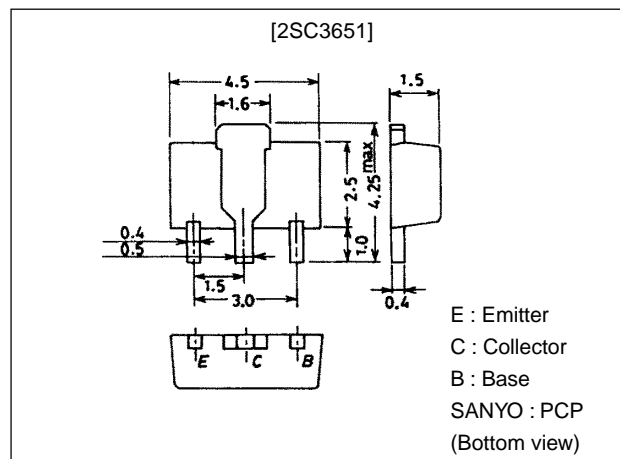 [2SC3651]
4.5
1.6
1.5
2.5
4.25max
1.0
0.4
0.5
1.5
3.0
0.4
E C B
E : Emitter
C : Collector
B : Base
SANYO : PCP
(Bottom view)